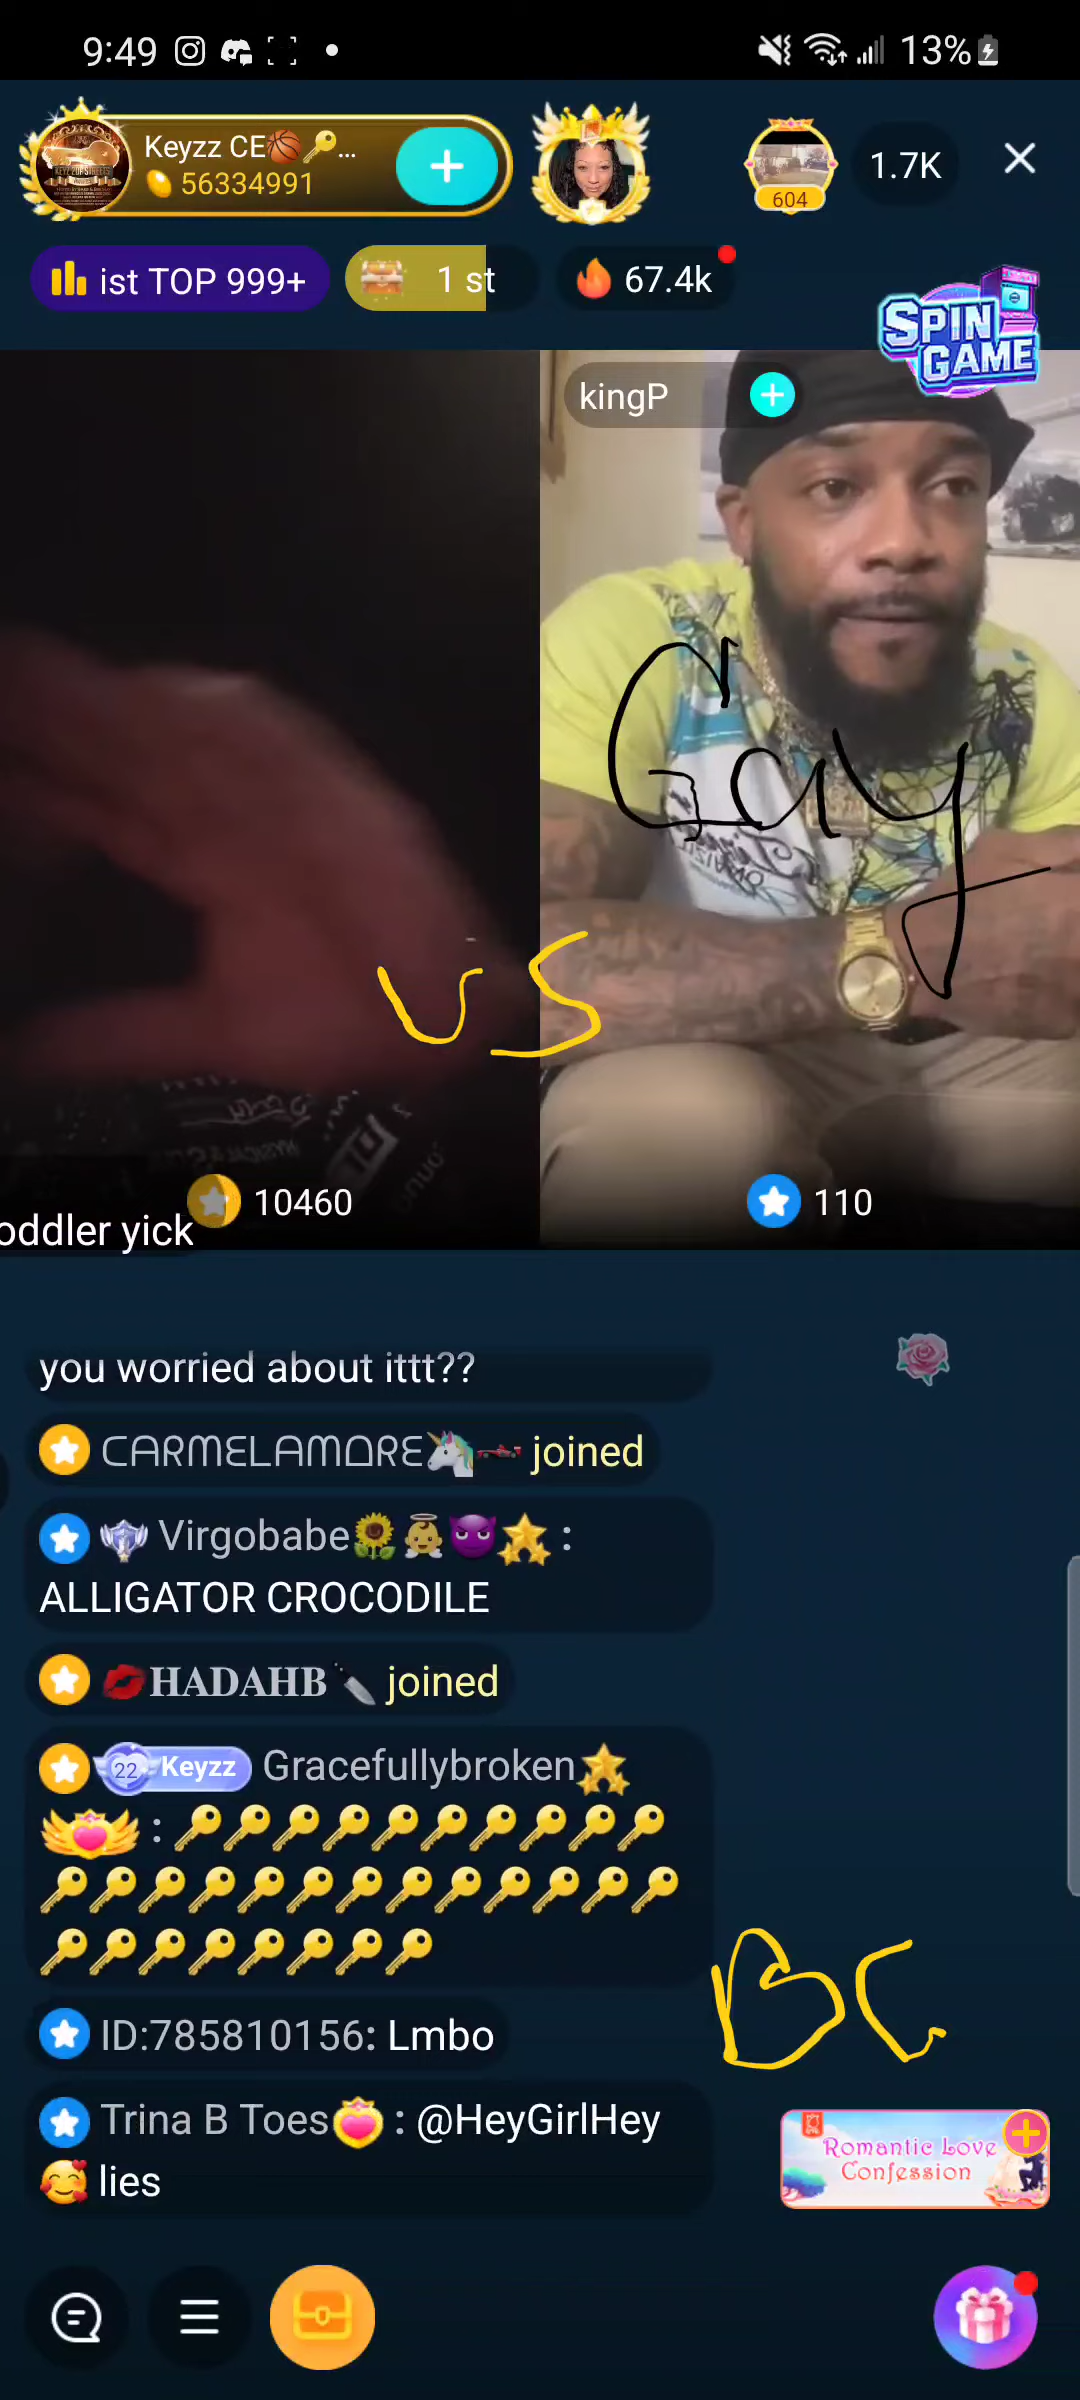 9:49
13%
Keyzz CE🏀🔑...
56334991
604
1.7K
ist TOP 999+
1 st
67.4k
SPIN
GAME
kingP
Gay
VS
10460
110
oddler yick
you worried about ittt??
CARMELAMORE🦄🏎️ joined
Virgobabe🌻👼😈🌟 :
ALLIGATOR CROCODILE
💋HADAHB🔪 joined
22 Keyzz Gracefullybroken🌟
: 🔑🔑🔑🔑🔑🔑🔑🔑🔑🔑
🔑🔑🔑🔑🔑🔑🔑🔑🔑🔑🔑🔑🔑
🔑🔑🔑🔑🔑🔑🔑🔑
BC
ID:785810156: Lmbo
Trina B Toes : @HeyGirlHey
🥰 lies
Romantic Love
Confession